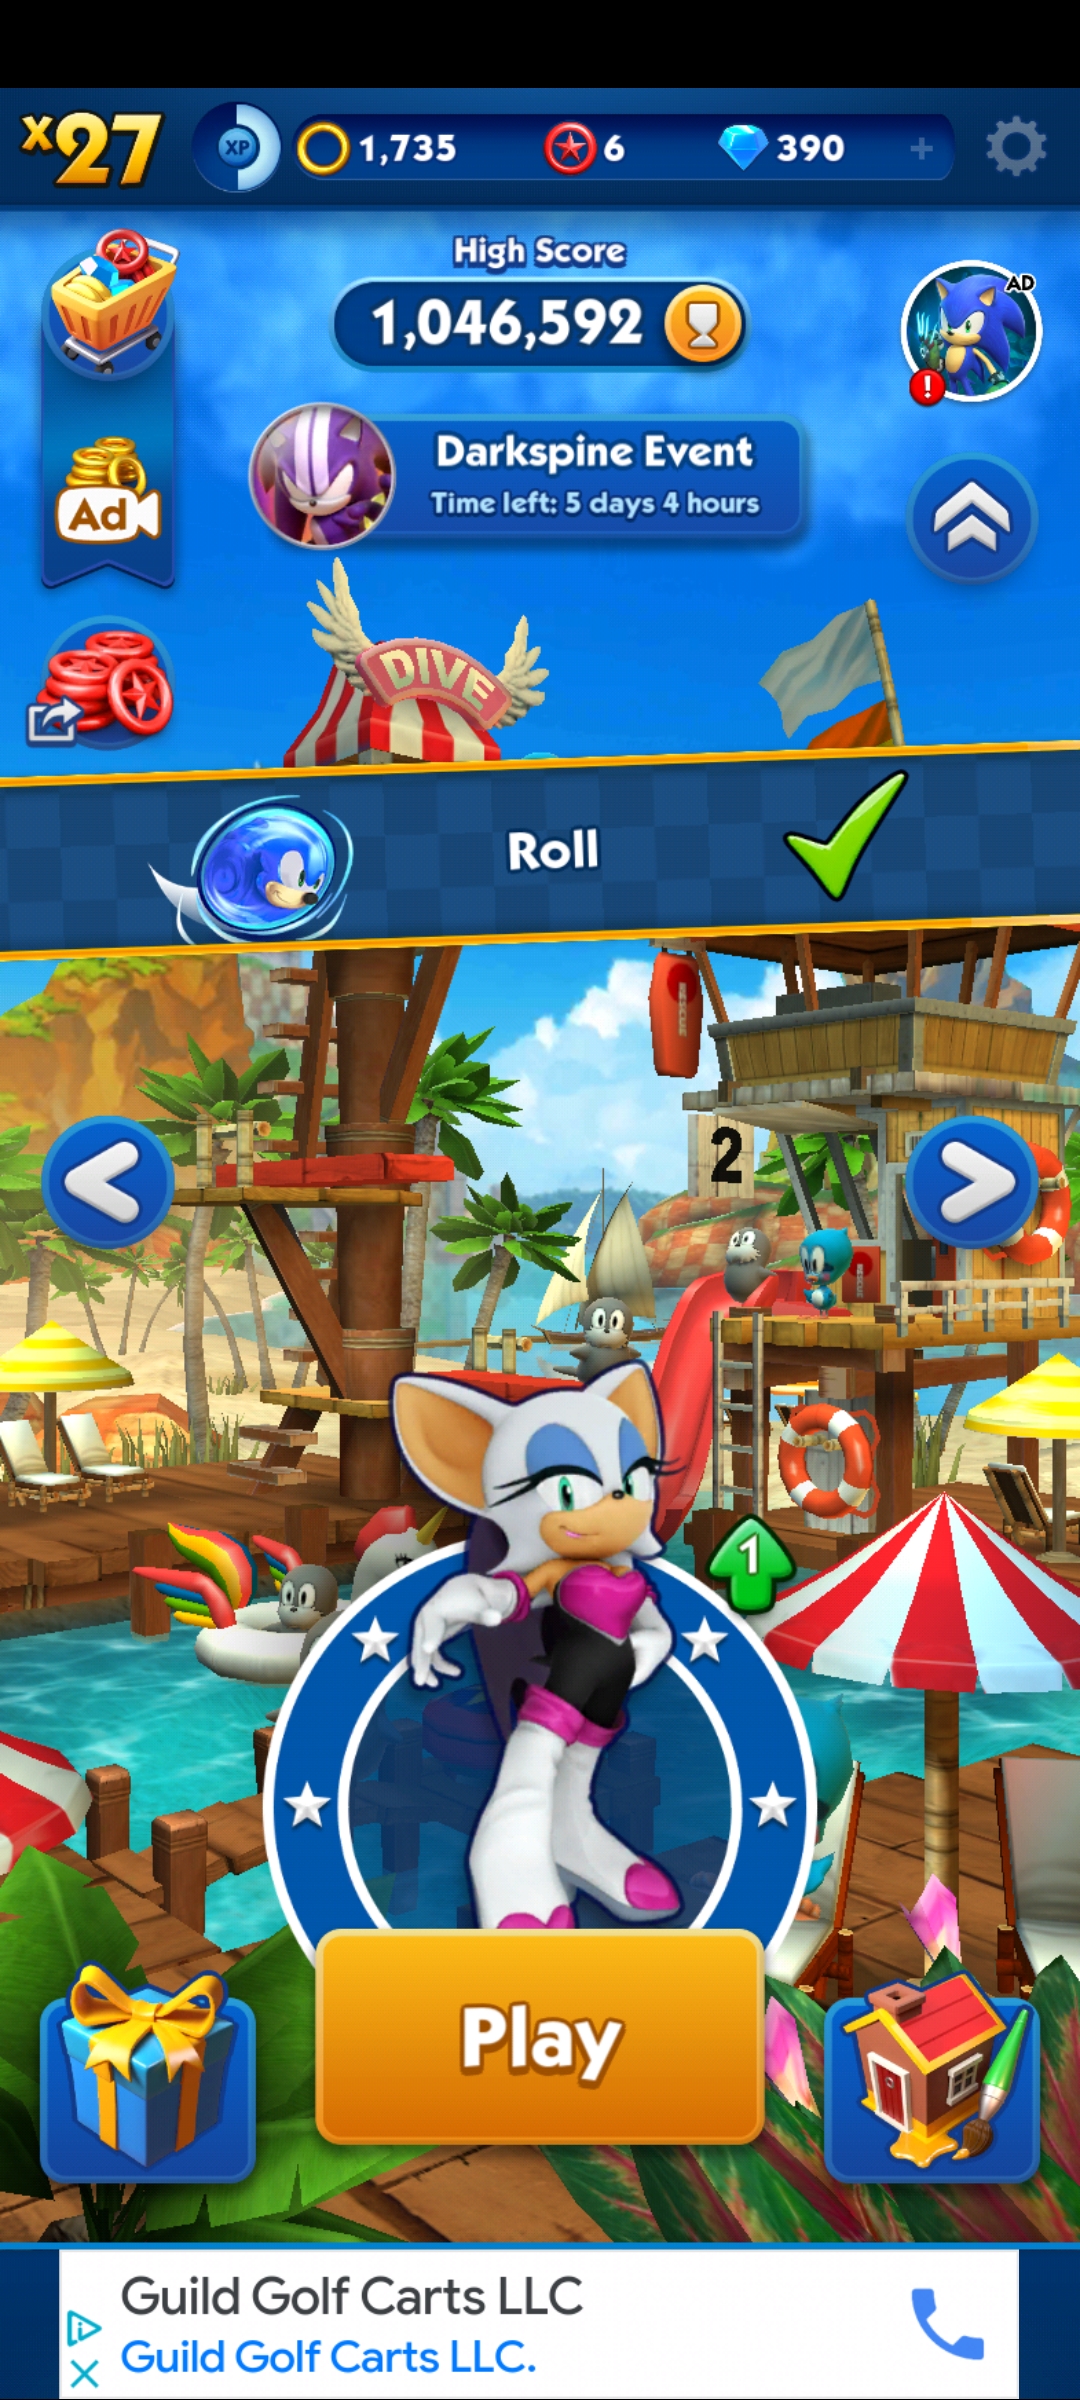 x27
XP
1,735
6
390
+
High Score
1,046,592
AD
!
Darkspine Event
Time left: 5 days 4 hours
Ad
DIVE
Roll
RESCUE
2
1
Play
Guild Golf Carts LLC
Guild Golf Carts LLC.